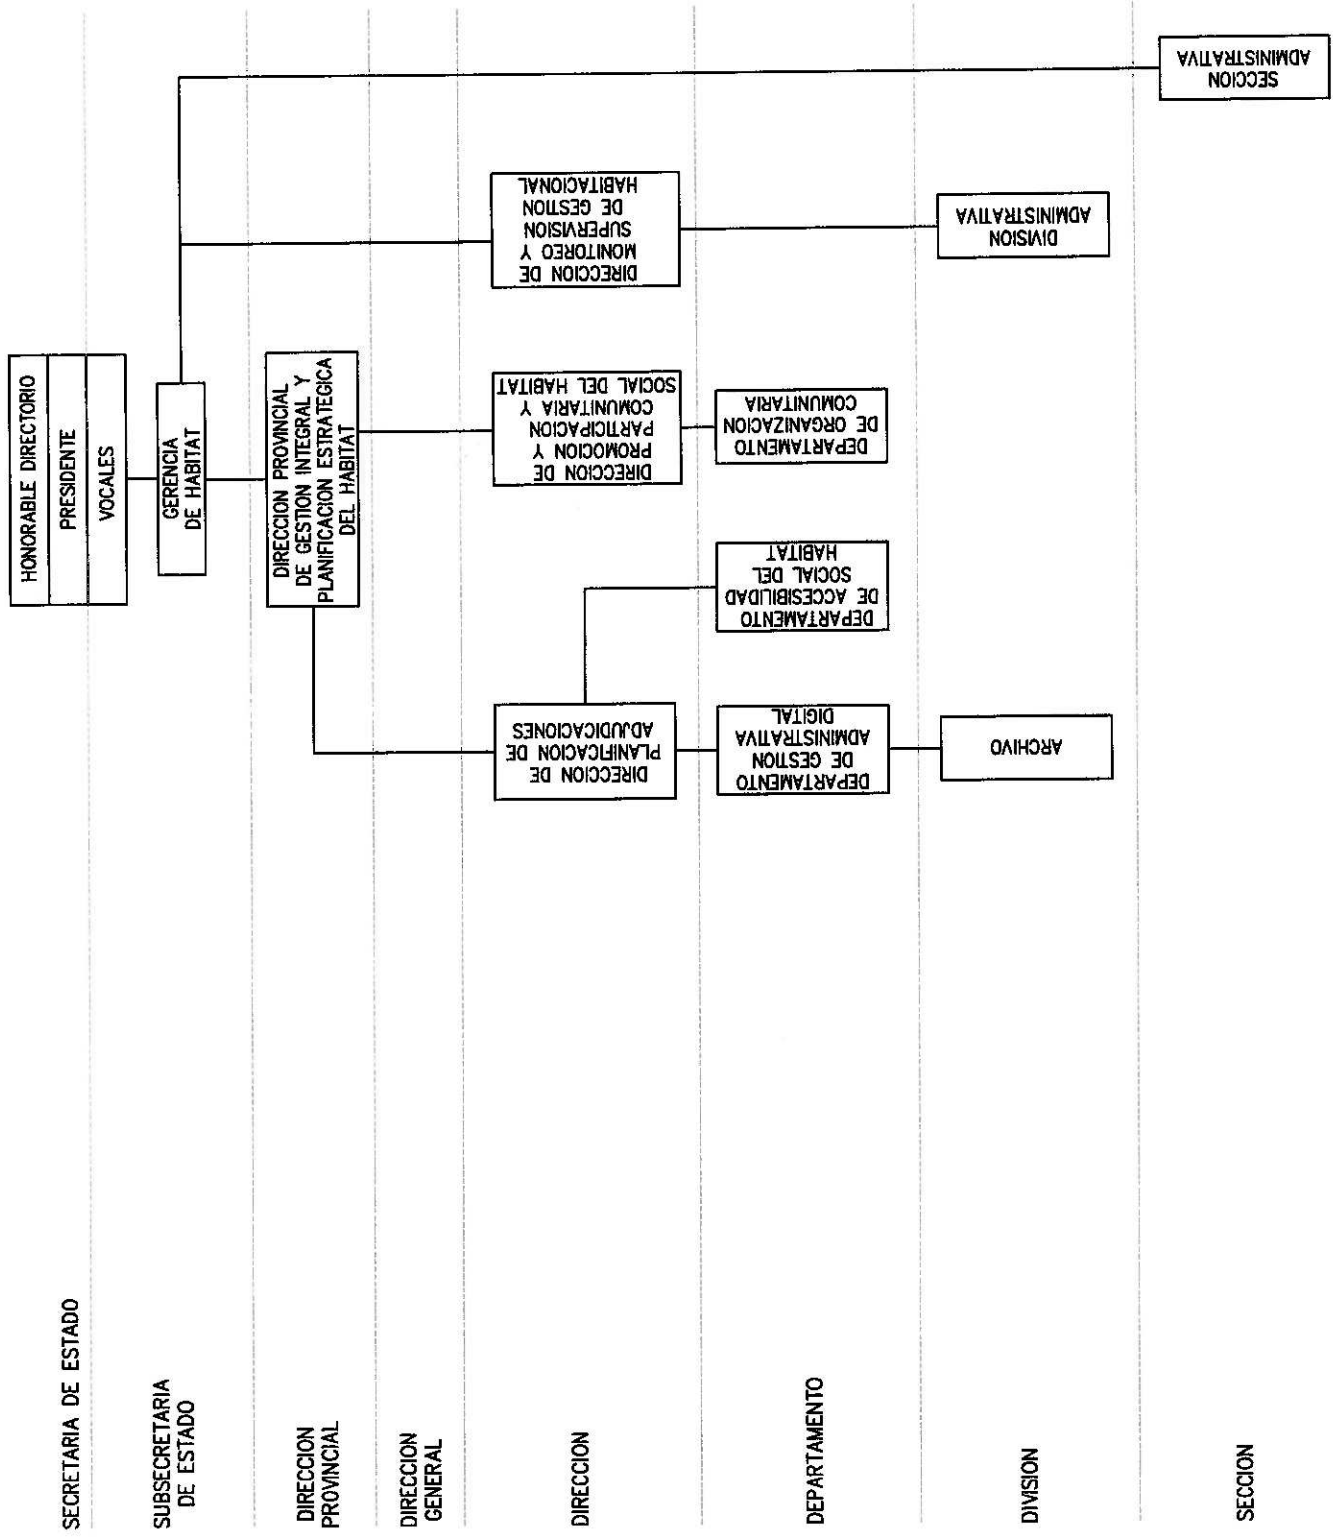 SECRETARIA DE ESTADO
HONORABLE DIRECTORIO
PRESIDENTE
VOCALES
SUBSECRETARIA
DE ESTADO
GERENCIA
DE HABITAT
DIRECCION
PROVINCIAL
DIRECCION PROVINCIAL
DE GESTION INTEGRAL Y
PLANIFICACION ESTRATEGICA
DEL HABITAT
DIRECCION
GENERAL
DIRECCION
DIRECCION DE
PLANIFICACION DE
ADJUDICACIONES
DIRECCION DE
PROMOCION Y
PARTICIPACION
COMUNITARIA Y
SOCIAL DEL HABITAT
DIRECCION DE
MONITOREO Y
SUPERVISION
DE GESTION
HABITACIONAL
DEPARTAMENTO
DEPARTAMENTO
DE GESTION
ADMINISTRATIVA
DIGITAL
DEPARTAMENTO
DE ACCESIBILIDAD
SOCIAL DEL
HABITAT
DEPARTAMENTO
DE ORGANIZACION
COMUNITARIA
DIVISION
ARCHIVO
DIVISION
ADMINISTRATIVA
SECCION
SECCION
ADMINISTRATIVA